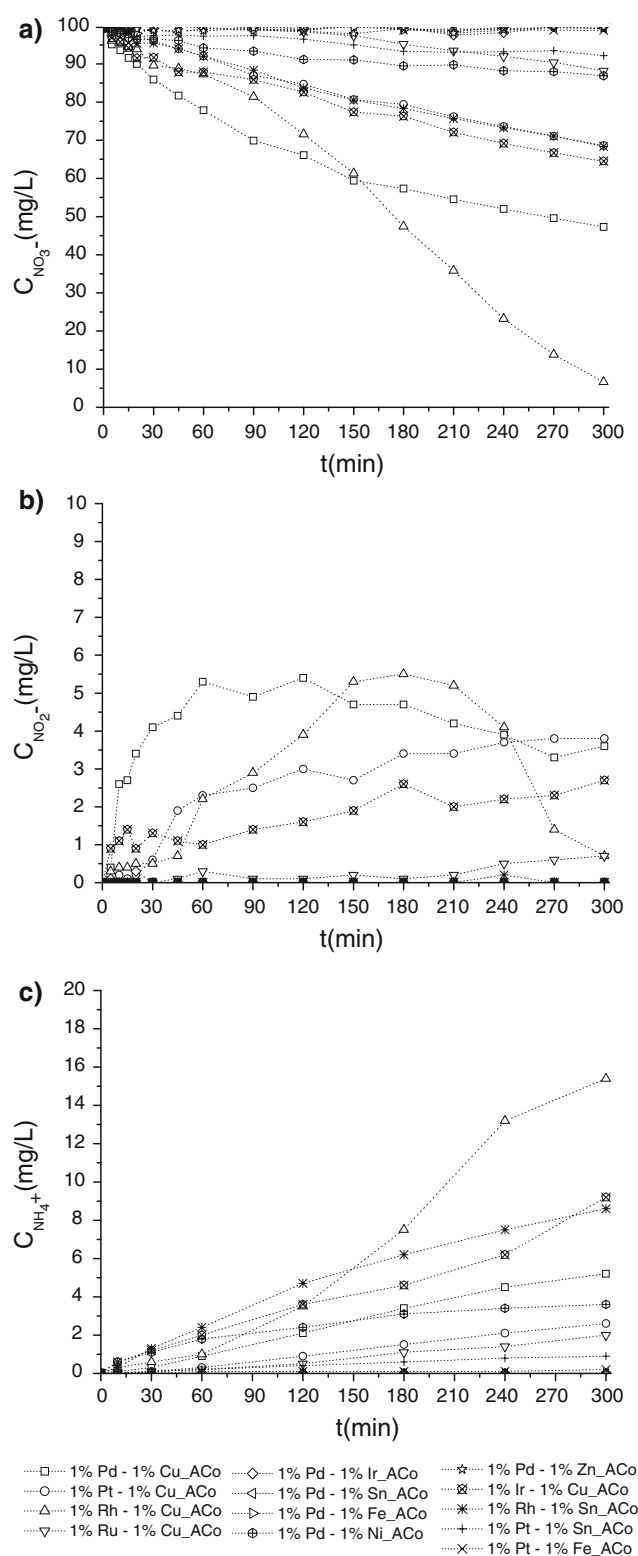 a)
100
90
80
70
60
50
40
30
20
10
0
C_NO3- (mg/L)
0 30 60 90 120 150 180 210 240 270 300
t(min)
b)
10
9
8
7
6
5
4
3
2
1
0
C_NO2- (mg/L)
0 30 60 90 120 150 180 210 240 270 300
t(min)
c)
20
18
16
14
12
10
8
6
4
2
0
C_NH4+ (mg/L)
0 30 60 90 120 150 180 210 240 270 300
t(min)
1% Pd - 1% Cu_ACo
1% Pt - 1% Cu_ACo
1% Rh - 1% Cu_ACo
1% Ru - 1% Cu_ACo
1% Pd - 1% Ir_ACo
1% Pd - 1% Sn_ACo
1% Pd - 1% Fe_ACo
1% Pd - 1% Ni_ACo
1% Pd - 1% Zn_ACo
1% Ir - 1% Cu_ACo
1% Rh - 1% Sn_ACo
1% Pt - 1% Sn_ACo
1% Pt - 1% Fe_ACo